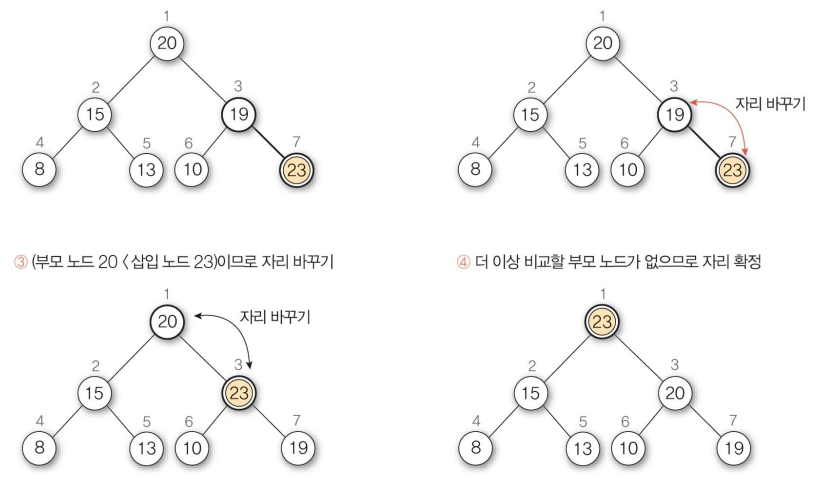 1 1
20 20
2 3 2 3
15 19 15 19 자리 바꾸기
4 5 6 7 4 5 6 7
8 13 10 23 8 13 10 23
③ (부모 노드 20 < 삽입 노드 23)이므로 자리 바꾸기 ④ 더 이상 비교할 부모 노드가 없으므로 자리 확정
1 1
20 자리 바꾸기 23
2 3 2 3
15 23 15 20
4 5 6 7 4 5 6 7
8 13 10 19 8 13 10 19